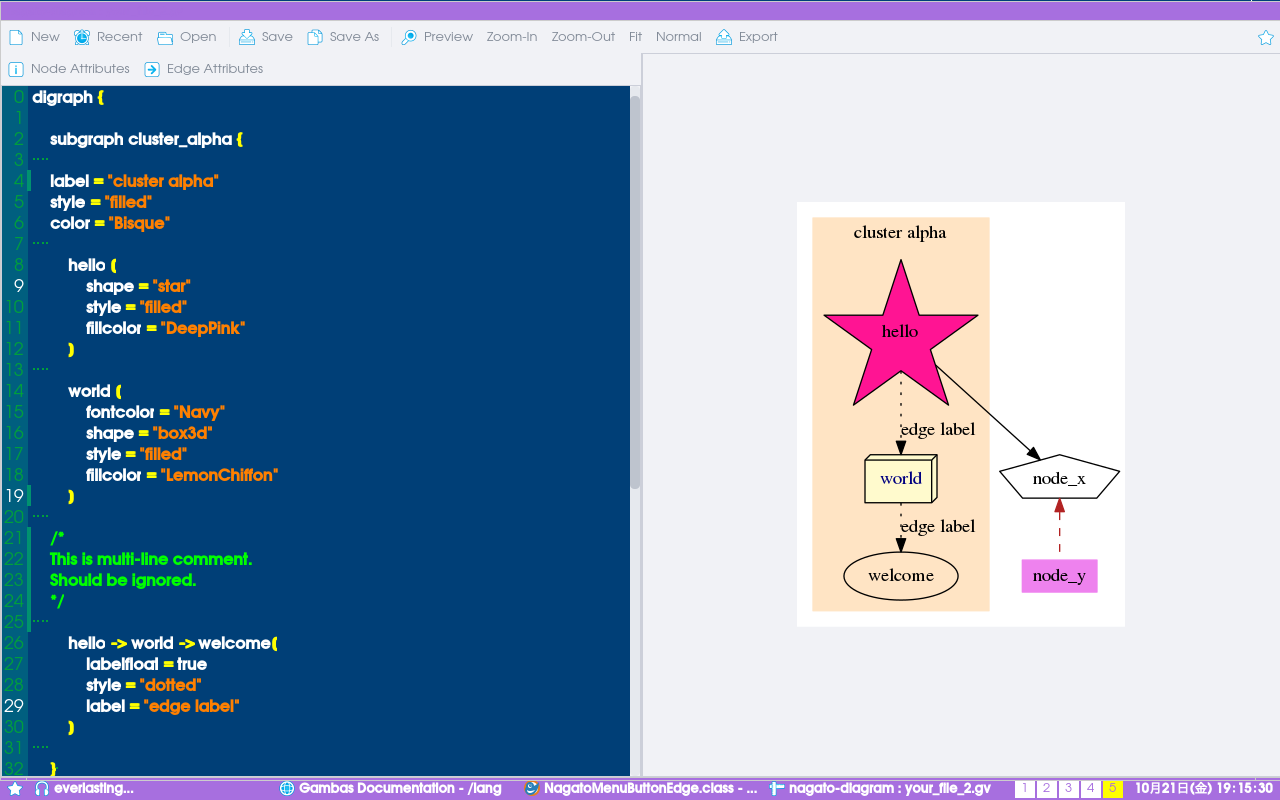 New Recent Open Save Save As Preview Zoom-In Zoom-Out Fit Normal Export
Node Attributes Edge Attributes
0 digraph {
1
2 subgraph cluster_alpha {
3 ····
4 label = "cluster alpha"
5 style = "filled"
6 color = "Bisque"
7 ····
8 hello [
9 shape = "star"
10 style = "filled"
11 fillcolor = "DeepPink"
12 ]
13 ····
14 world [
15 fontcolor = "Navy"
16 shape = "box3d"
17 style = "filled"
18 fillcolor = "LemonChiffon"
19 ]
20 ····
21 /*
22 This is multi-line comment.
23 Should be ignored.
24 */
25 ····
26 hello -> world -> welcome[
27 labelfloat = true
28 style = "dotted"
29 label = "edge label"
30 ]
31 ····
32 }
cluster alpha
hello
edge label
world
node_x
edge label
welcome
node_y
everlasting... Gambas Documentation - /lang NagatoMenuButtonEdge.class - ... nagato-diagram : your_file_2.gv 1 2 3 4 5 10月21日(金) 19:15:30